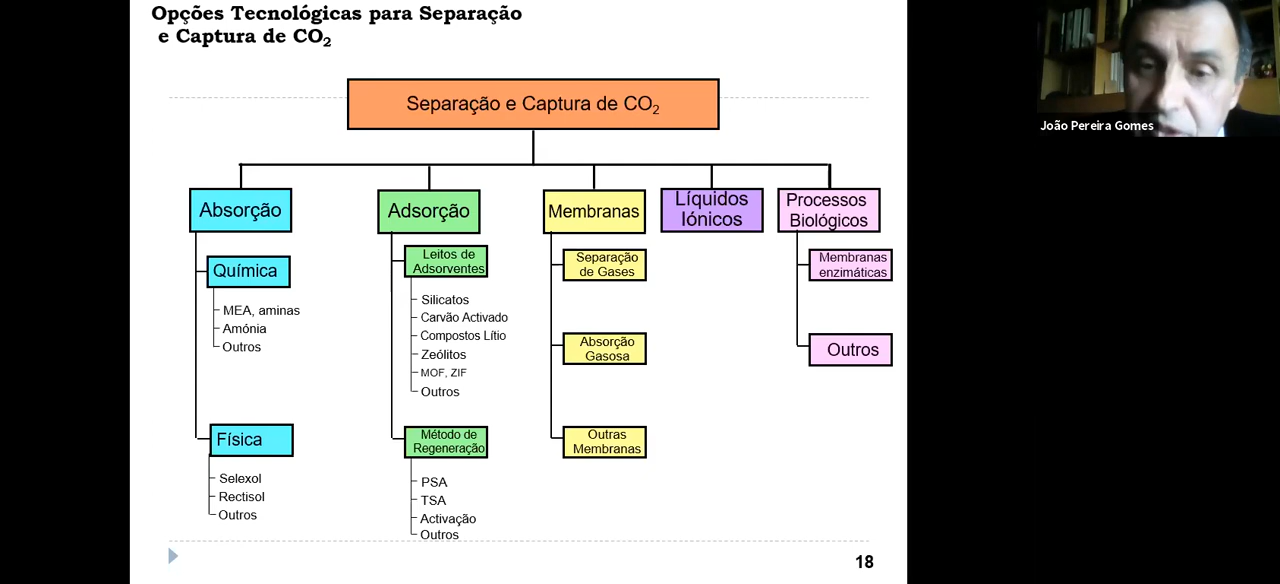 Opções Tecnológicas para Separação
e Captura de CO₂
Separação e Captura de CO₂
Absorção
Química
MEA, aminas
Amónia
Outros
Física
Selexol
Rectisol
Outros
Adsorção
Leitos de
Adsorventes
Silicatos
Carvão Activado
Compostos Lítio
Zeólitos
MOF, ZIF
Outros
Método de
Regeneração
PSA
TSA
Activação
Outros
Membranas
Separação
de Gases
Absorção
Gasosa
Outras
Membranas
Líquidos
Iónicos
Processos
Biológicos
Membranas
enzimáticas
Outros
18
João Pereira Gomes